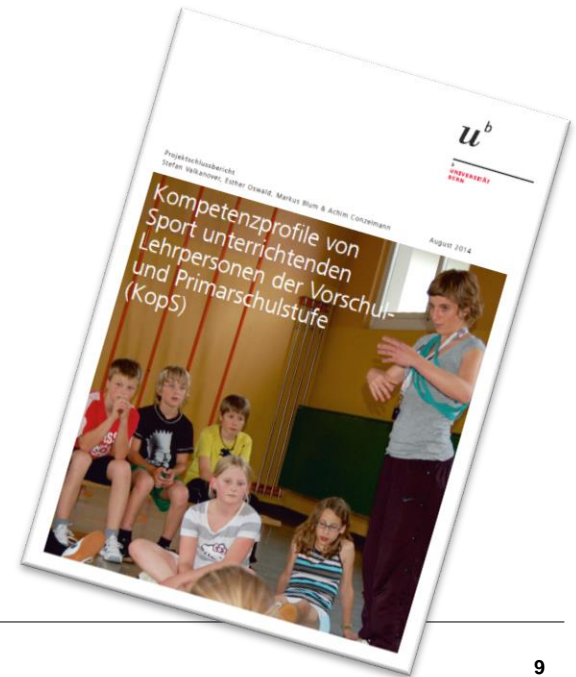 u
b
b
UNIVERSITÄT
BERN
Projektschlussbericht
Stefan Valkanover, Esther Oswald, Markus Blum & Achim Conzelmann
August 2014
Kompetenzprofile von
Sport unterrichtenden
Lehrpersonen der Vorschul-
und Primarschulstufe
(KopS)
9